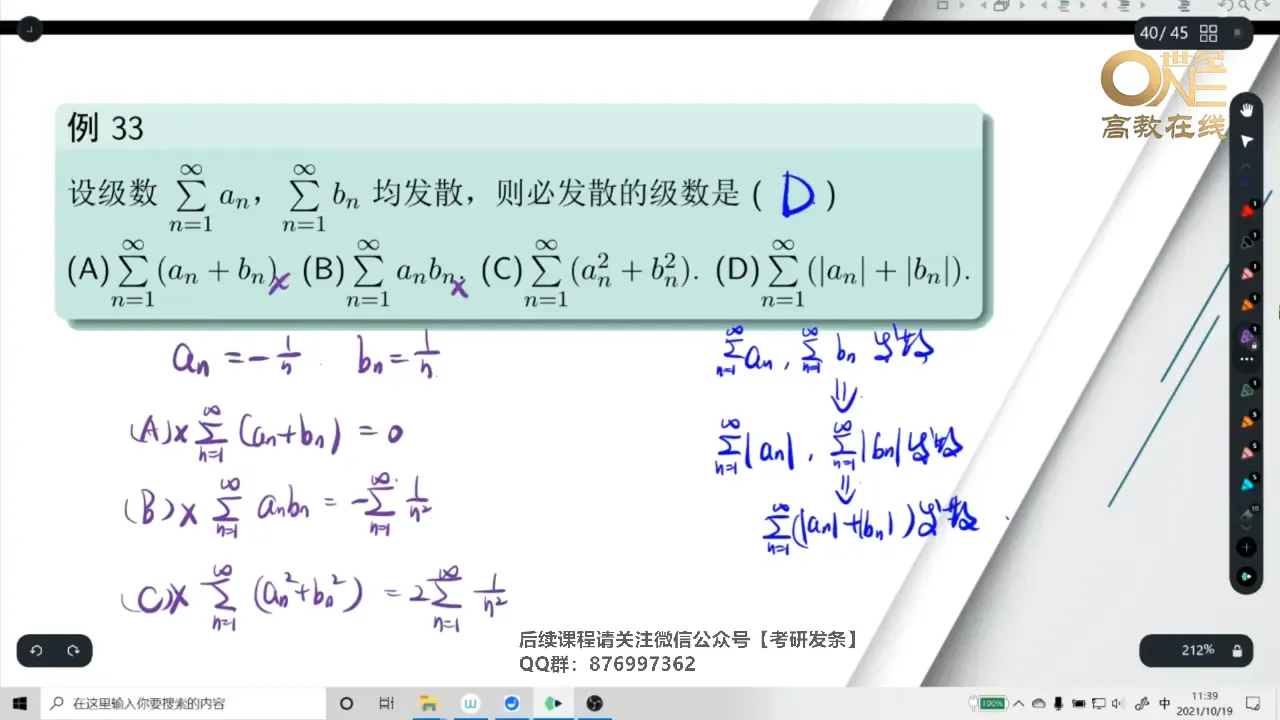 40/ 45
世纪
ONE
高教在线
例 33
设级数 $\sum_{n=1}^{\infty} a_n$，$\sum_{n=1}^{\infty} b_n$ 均发散，则必发散的级数是 ( D )
(A) $\sum_{n=1}^{\infty} (a_n + b_n)$ × (B) $\sum_{n=1}^{\infty} a_n b_n$. × (C) $\sum_{n=1}^{\infty} (a_n^2 + b_n^2)$. (D) $\sum_{n=1}^{\infty} (|a_n| + |b_n|)$.
$a_n = -\frac{1}{n}$ . $b_n = \frac{1}{n}$
(A)× $\sum_{n=1}^{\infty} (a_n + b_n) = 0$
(B)× $\sum_{n=1}^{\infty} a_n b_n = -\sum_{n=1}^{\infty} \frac{1}{n^2}$
(C)× $\sum_{n=1}^{\infty} (a_n^2 + b_n^2) = 2\sum_{n=1}^{\infty} \frac{1}{n^2}$
$\sum_{n=1}^{\infty} a_n$, $\sum_{n=1}^{\infty} b_n$ 发散
⇓
$\sum_{n=1}^{\infty} |a_n|$, $\sum_{n=1}^{\infty} |b_n|$ 发散
⇓
$\sum_{n=1}^{\infty} (|a_n| + |b_n|)$ 发散
后续课程请关注微信公众号【考研发条】
QQ群：876997362
212%
在这里输入你要搜索的内容
100%
中
11:39
2021/10/19